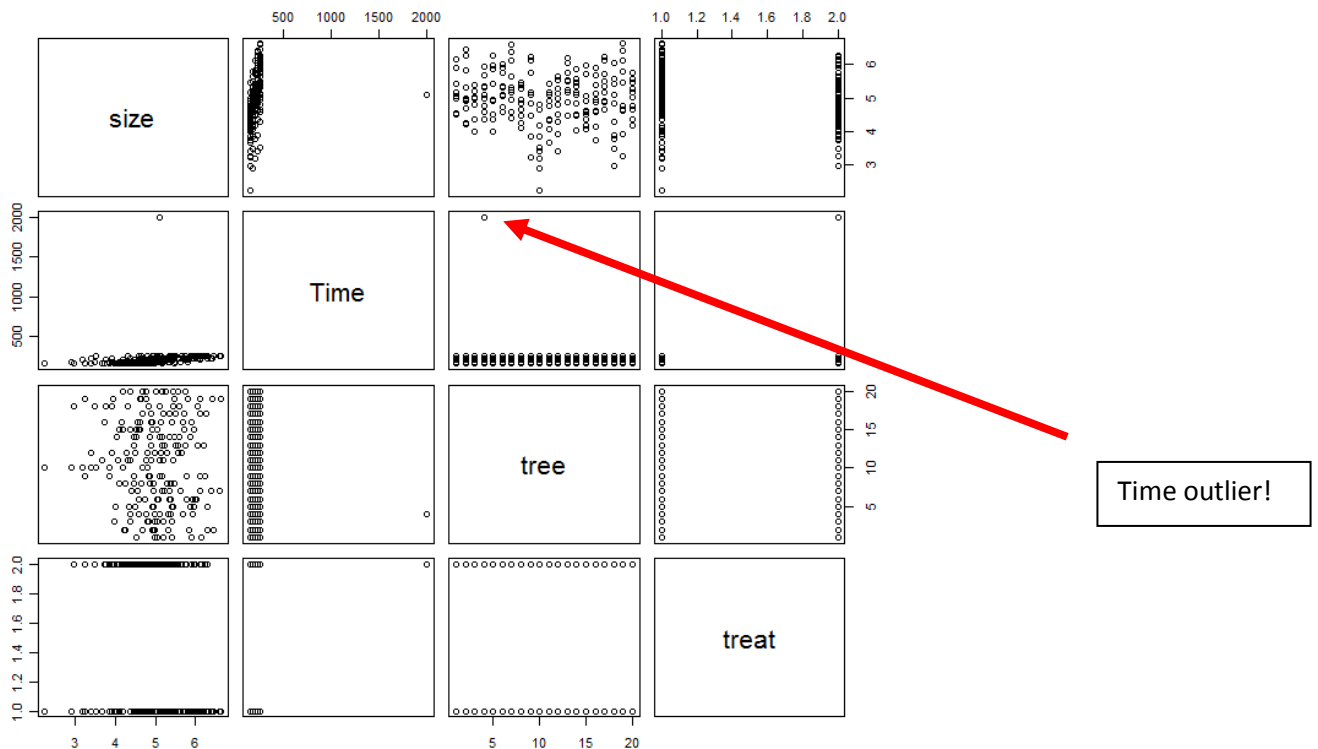 500 1000 1500 2000 1.0 1.2 1.4 1.6 1.8 2.0
size
3 4 5 6
500 1000 1500 2000
Time
tree
5 10 15 20
1.0 1.2 1.4 1.6 1.8 2.0
treat
3 4 5 6 5 10 15 20
Time outlier!